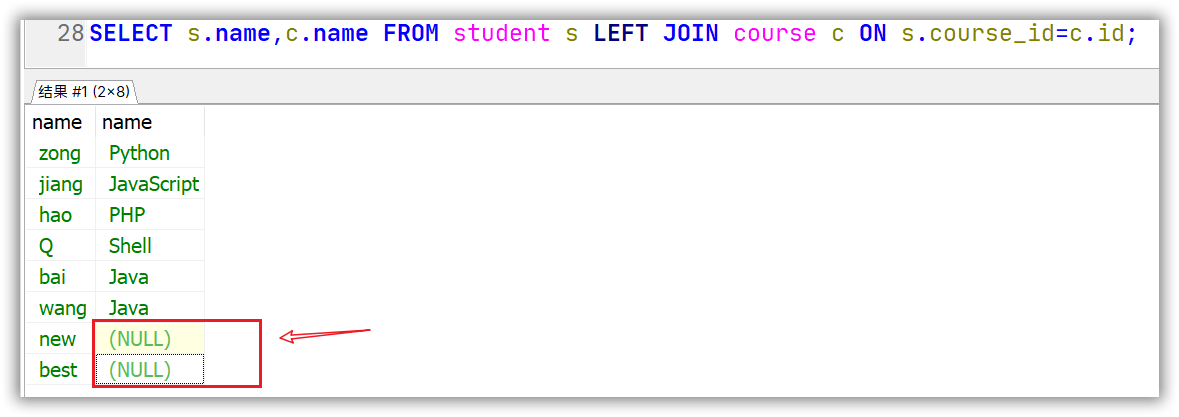 28 SELECT s.name,c.name FROM student s LEFT JOIN course c ON s.course_id=c.id;
结果 #1 (2×8)
name name
zong Python
jiang JavaScript
hao PHP
Q Shell
bai Java
wang Java
new (NULL)
best (NULL)